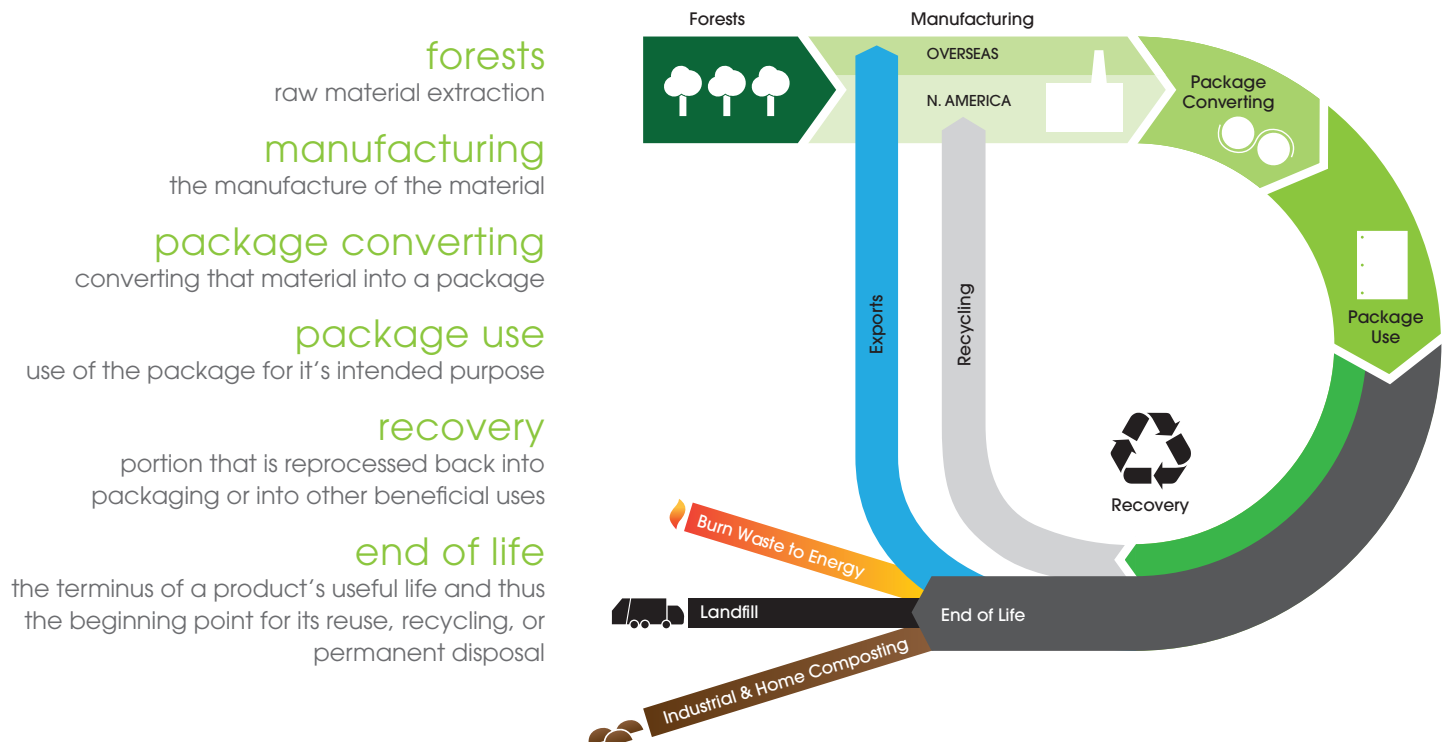 forests
raw material extraction
manufacturing
the manufacture of the material
package converting
converting that material into a package
package use
use of the package for it's intended purpose
recovery
portion that is reprocessed back into
packaging or into other beneficial uses
end of life
the terminus of a product's useful life and thus
the beginning point for its reuse, recycling, or
permanent disposal
Forests
Manufacturing
OVERSEAS
N. AMERICA
Package
Converting
Package
Use
Exports
Recycling
Recovery
Burn Waste to Energy
Landfill
End of Life
Industrial & Home Composting